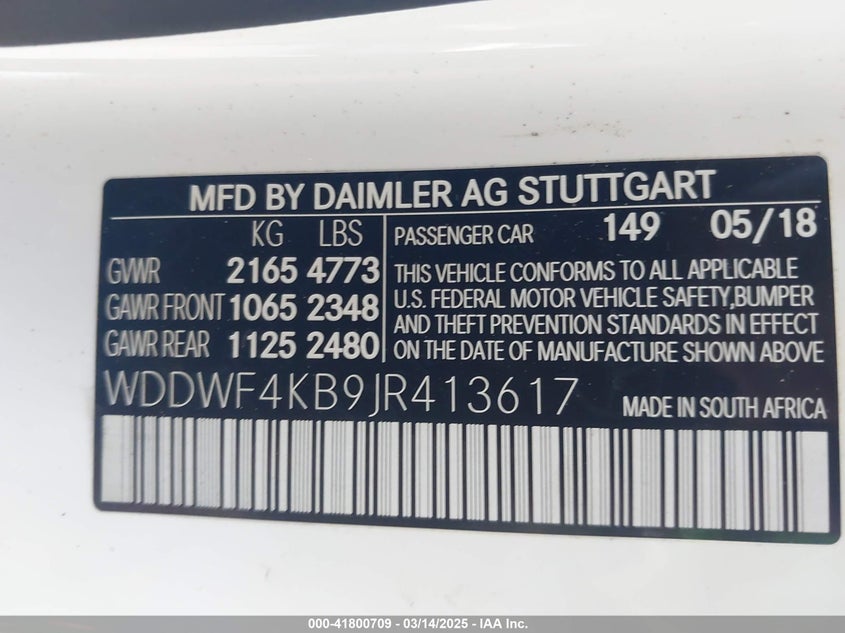 MFD BY DAIMLER AG STUTTGART
KG LBS
GVWR 2165 4773
GAWR FRONT 1065 2348
GAWR REAR 1125 2480
PASSENGER CAR 149 05/18
THIS VEHICLE CONFORMS TO ALL APPLICABLE
U.S. FEDERAL MOTOR VEHICLE SAFETY,BUMPER
AND THEFT PREVENTION STANDARDS IN EFFECT
ON THE DATE OF MANUFACTURE SHOWN ABOVE
WDDWF4KB9JR413617 MADE IN SOUTH AFRICA
000-41800709 - 03/14/2025 - IAA Inc.